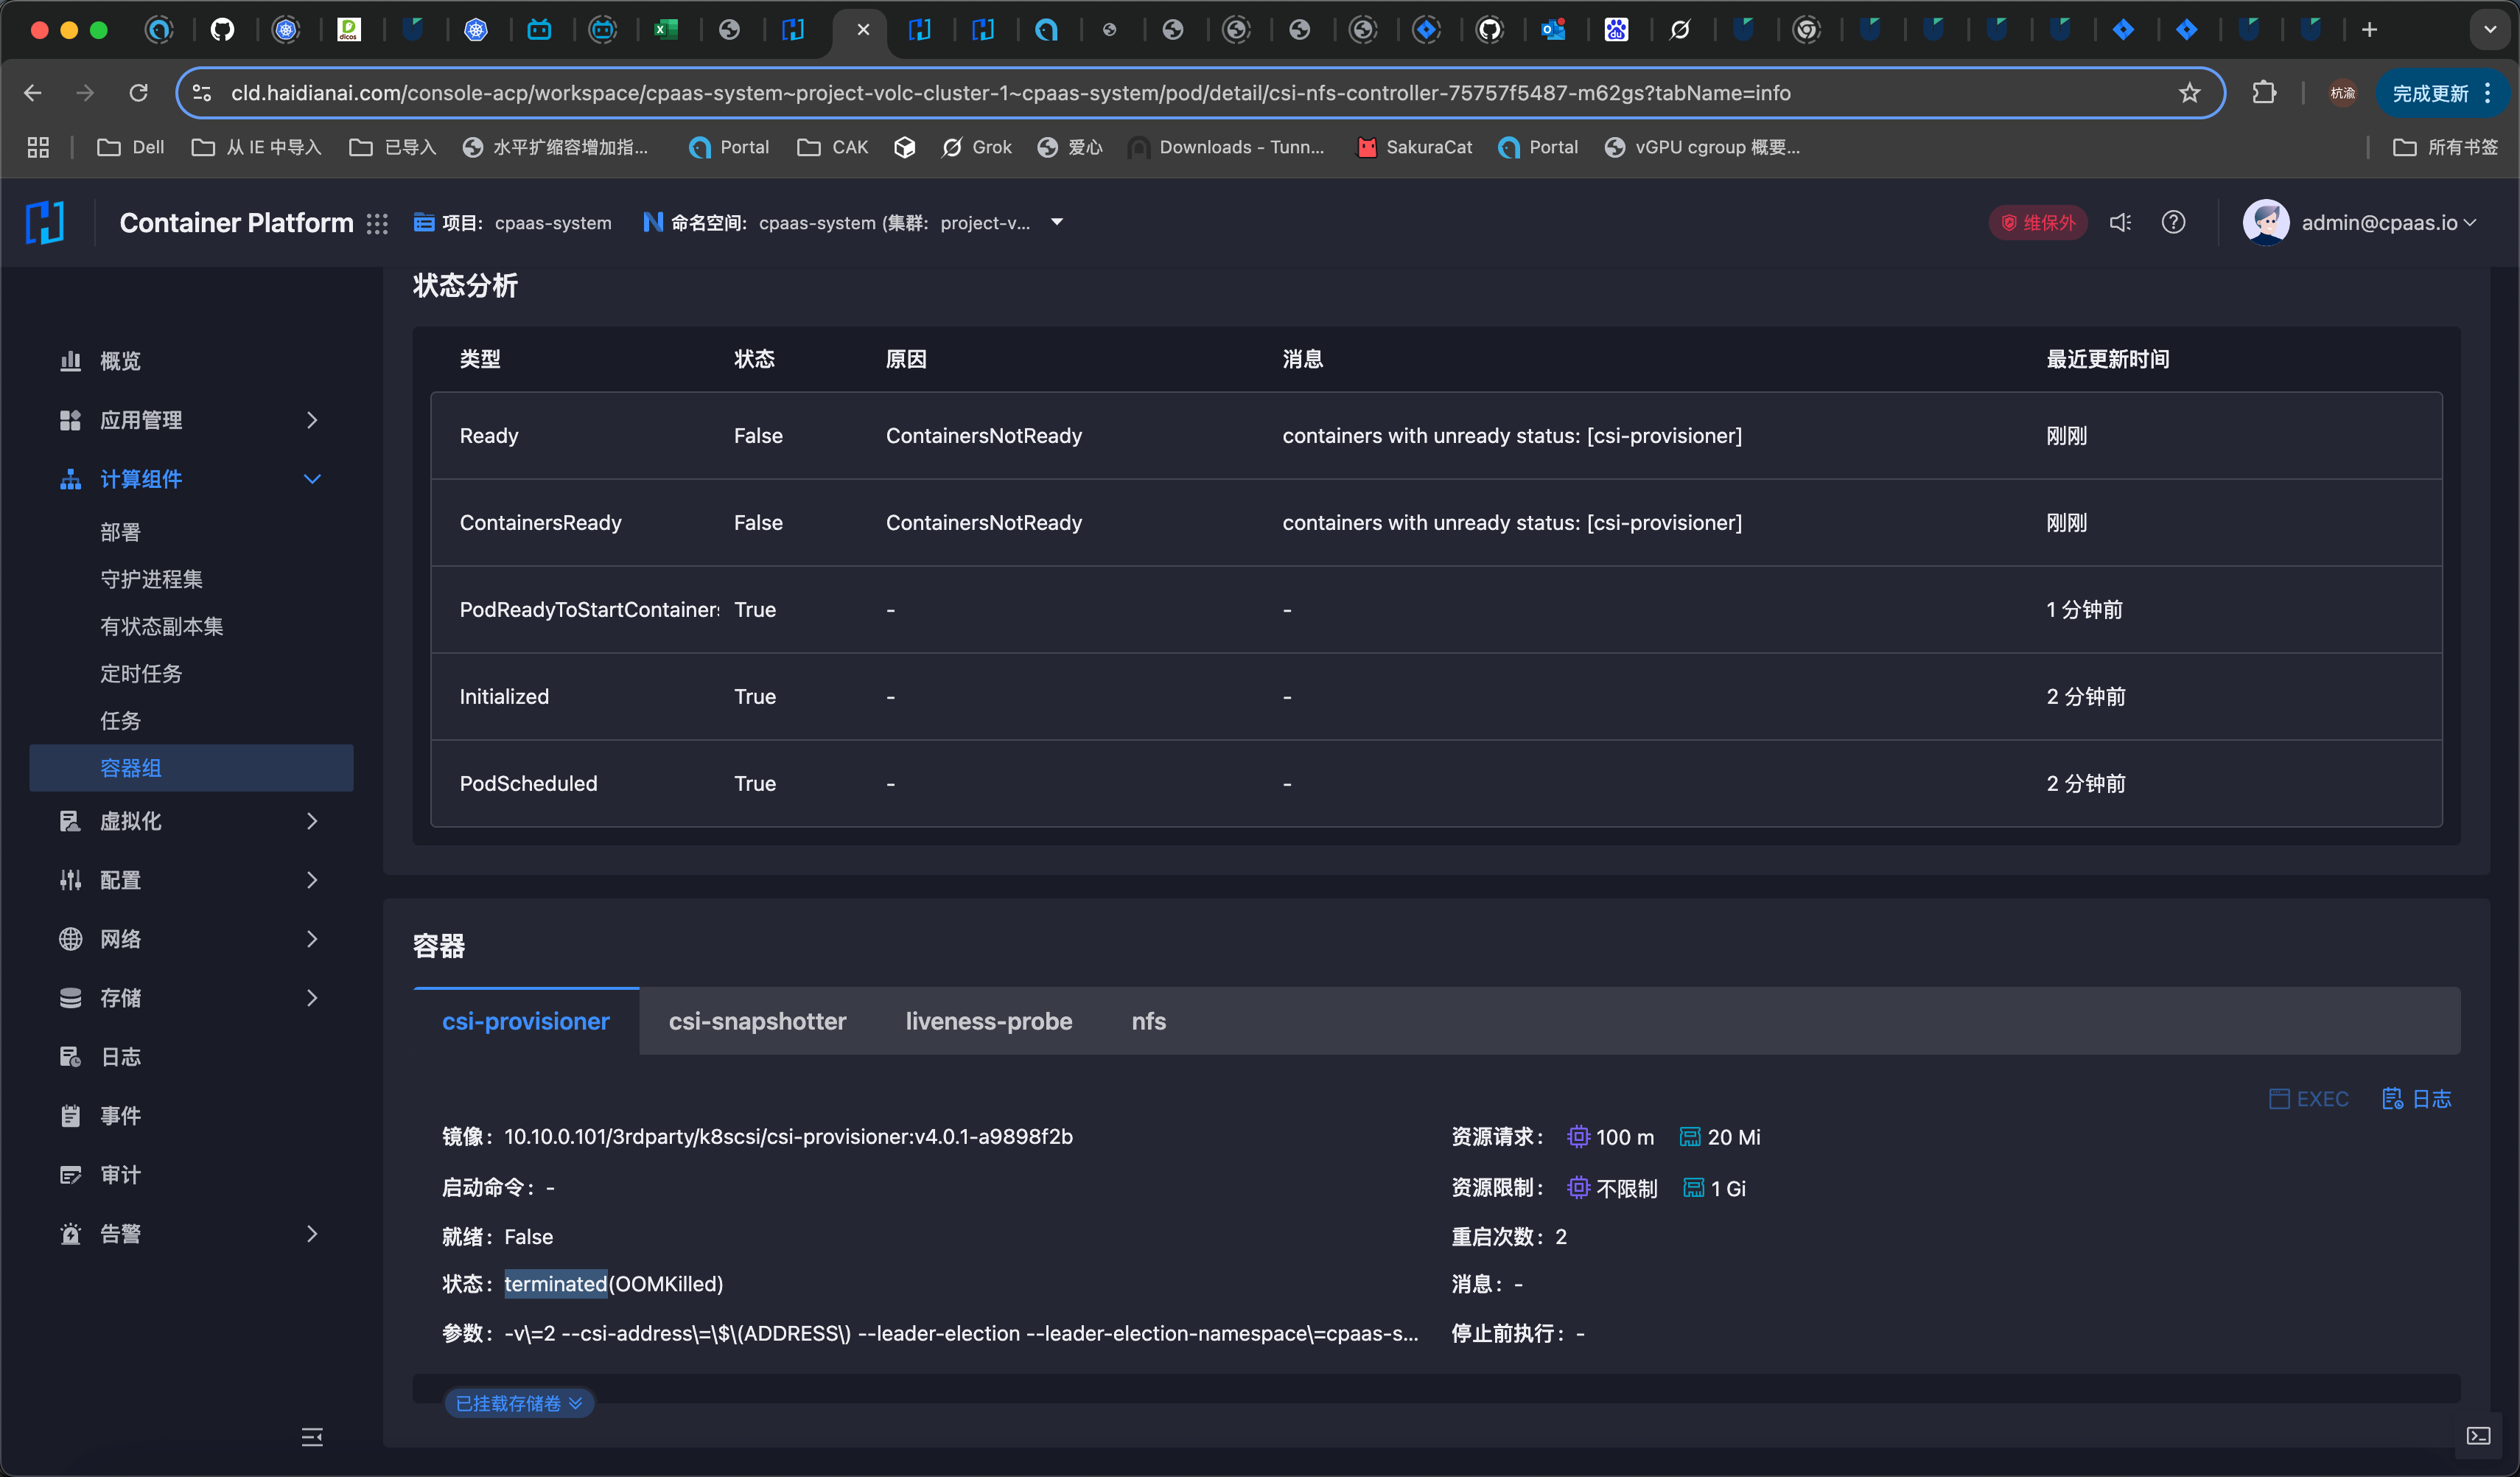 cld.haidianai.com/console-acp/workspace/cpaas-system~project-volc-cluster-1~cpaas-system/pod/detail/csi-nfs-controller-75757f5487-m62gs?tabName=info
杭渝
完成更新
Dell
从 IE 中导入
已导入
水平扩缩容增加指...
Portal
CAK
Grok
爱心
Downloads - Tunn...
SakuraCat
Portal
vGPU cgroup 概要...
所有书签
Container Platform
项目: cpaas-system
命名空间: cpaas-system (集群: project-v...
维保外
admin@cpaas.io
概览
应用管理
计算组件
部署
守护进程集
有状态副本集
定时任务
任务
容器组
虚拟化
配置
网络
存储
日志
事件
审计
告警
状态分析
类型 状态 原因 消息 最近更新时间
Ready False ContainersNotReady containers with unready status: [csi-provisioner] 刚刚
ContainersReady False ContainersNotReady containers with unready status: [csi-provisioner] 刚刚
PodReadyToStartContainers True - - 1 分钟前
Initialized True - - 2 分钟前
PodScheduled True - - 2 分钟前
容器
csi-provisioner csi-snapshotter liveness-probe nfs
EXEC 日志
镜像: 10.10.0.101/3rdparty/k8scsi/csi-provisioner:v4.0.1-a9898f2b
资源请求: 100 m 20 Mi
启动命令: -
资源限制: 不限制 1 Gi
就绪: False
重启次数: 2
状态: terminated(OOMKilled)
消息: -
参数: -v\=2 --csi-address\=\$\(ADDRESS\) --leader-election --leader-election-namespace\=cpaas-s...
停止前执行: -
已挂载存储卷